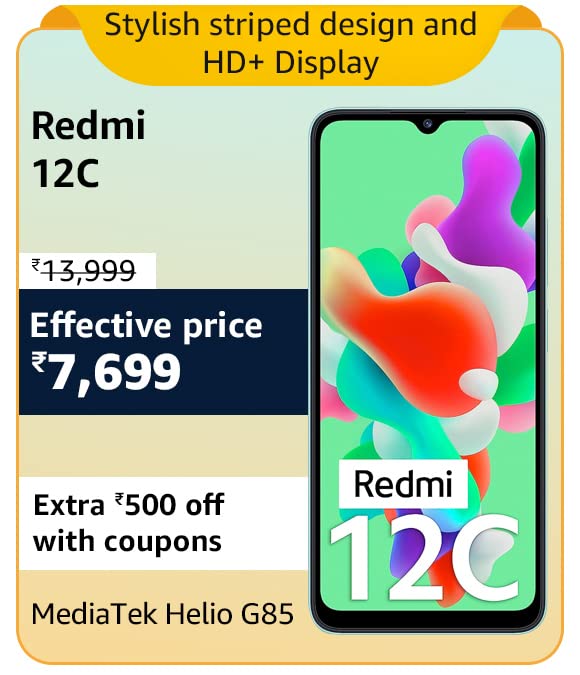 Stylish striped design and
HD+ Display
Redmi
12C
₹13,999
Effective price
₹7,699
Extra ₹500 off
with coupons
MediaTek Helio G85
Redmi
12C